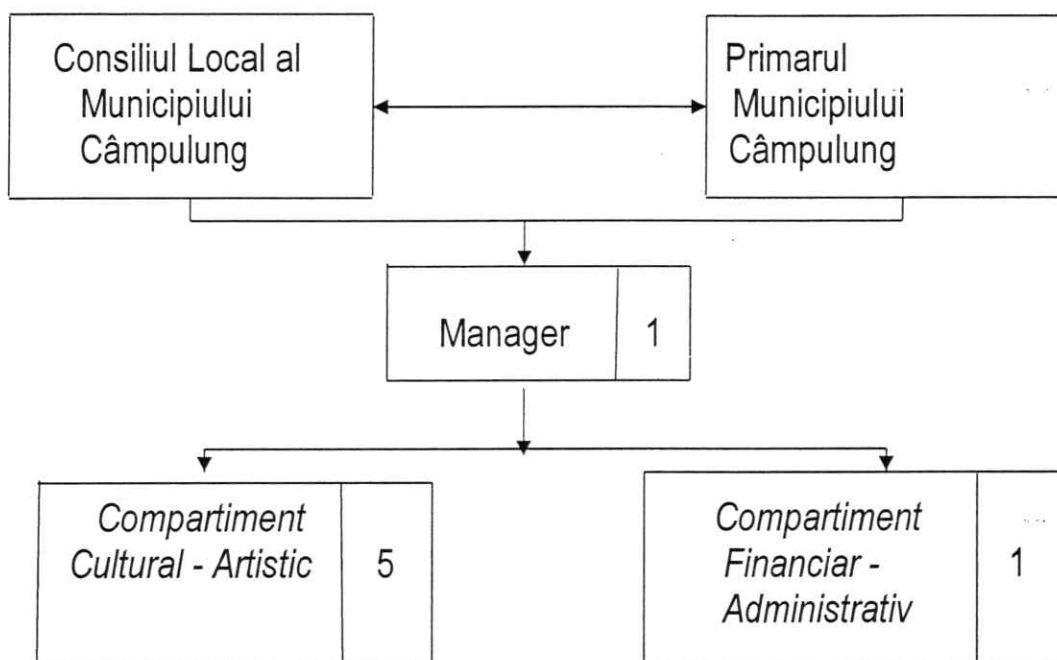 Consiliul Local al
Municipiului
Câmpulung
Primarul
Municipiului
Câmpulung
Manager
1
Compartiment
Cultural - Artistic
5
Compartiment
Financiar -
Administrativ
1